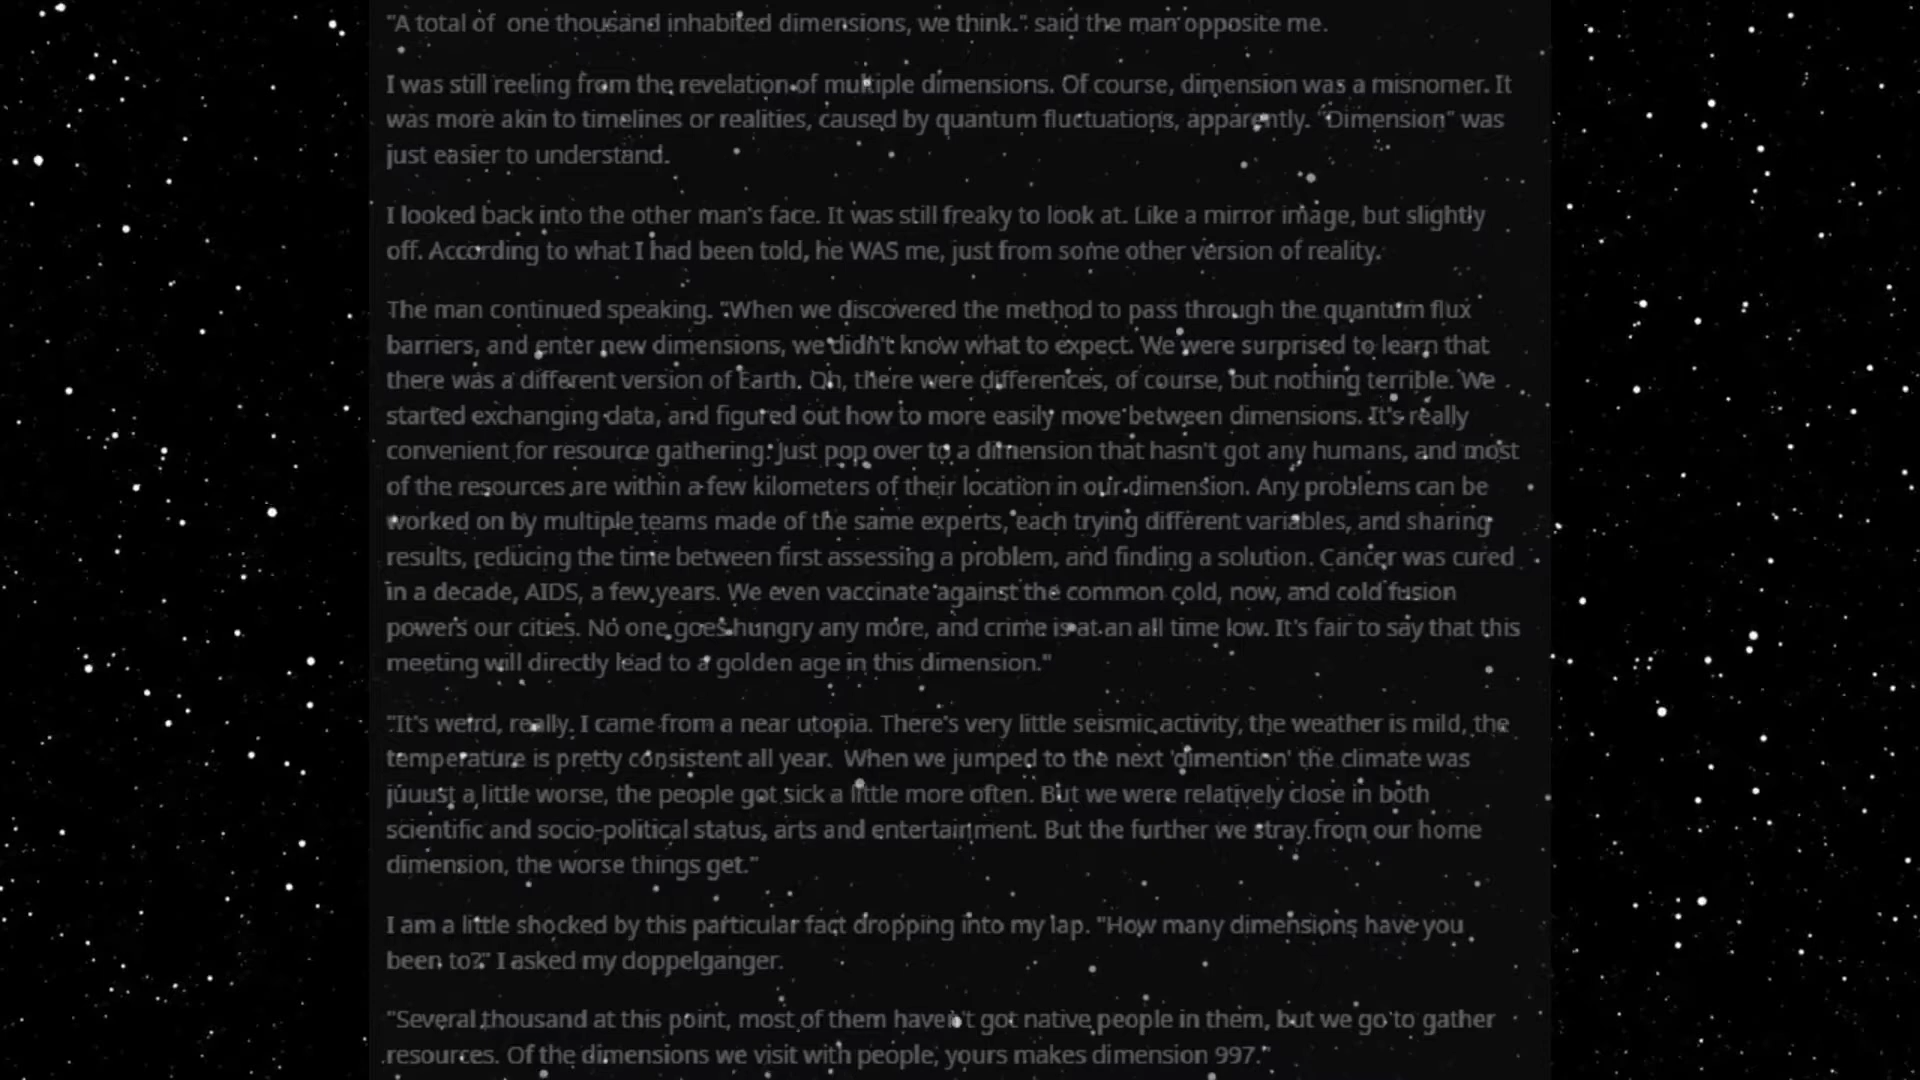 "A total of  one thousand inhabited dimensions, we think." said the man opposite me.
I was still reeling from the revelation of multiple dimensions. Of course, dimension was a misnomer. It
was more akin to timelines or realities, caused by quantum fluctuations, apparently. "Dimension" was
just easier to understand.
I looked back into the other man's face. It was still freaky to look at. Like a mirror image, but slightly
off. According to what I had been told, he WAS me, just from some other version of reality.
The man continued speaking. "When we discovered the method to pass through the quantum flux
barriers, and enter new dimensions, we didn't know what to expect. We were surprised to learn that
there was a different version of Earth. Oh, there were differences, of course, but nothing terrible. We
started exchanging data, and figured out how to more easily move between dimensions. It's really
convenient for resource gathering. Just pop over to a dimension that hasn't got any humans, and most
of the resources are within a few kilometers of their location in our dimension. Any problems can be
worked on by multiple teams made of the same experts, each trying different variables, and sharing
results, reducing the time between first assessing a problem, and finding a solution. Cancer was cured
in a decade, AIDS, a few years. We even vaccinate against the common cold, now, and cold fusion
powers our cities. No one goes hungry any more, and crime is at an all time low. It's fair to say that this
meeting will directly lead to a golden age in this dimension."
"It's weird, really. I came from a near utopia. There's very little seismic activity, the weather is mild, the
temperature is pretty consistent all year.  When we jumped to the next 'dimention' the climate was
juuust a little worse, the people got sick a little more often. But we were relatively close in both
scientific and socio-political status, arts and entertainment. But the further we stray from our home
dimension, the worse things get."
I am a little shocked by this particular fact dropping into my lap. "How many dimensions have you
been to?" I asked my doppelganger.
"Several thousand at this point, most of them haven't got native people in them, but we go to gather
resources. Of the dimensions we visit with people, yours makes dimension 997."